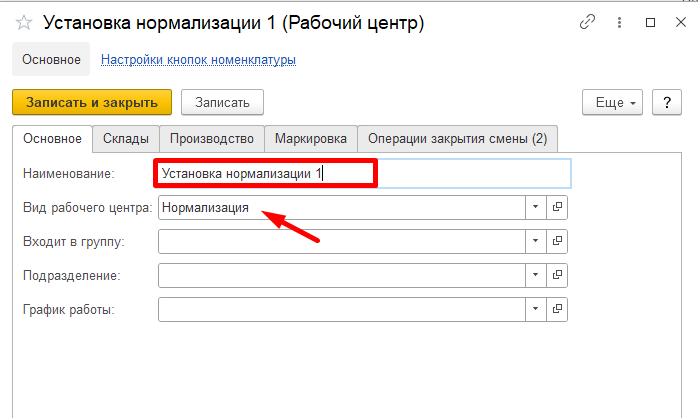 Установка нормализации 1 (Рабочий центр)
Основное Настройки кнопок номенклатуры
Записать и закрыть Записать Еще ?
Основное Склады Производство Маркировка Операции закрытия смены (2)
Наименование: Установка нормализации 1
Вид рабочего центра: Нормализация
Входит в группу:
Подразделение:
График работы: